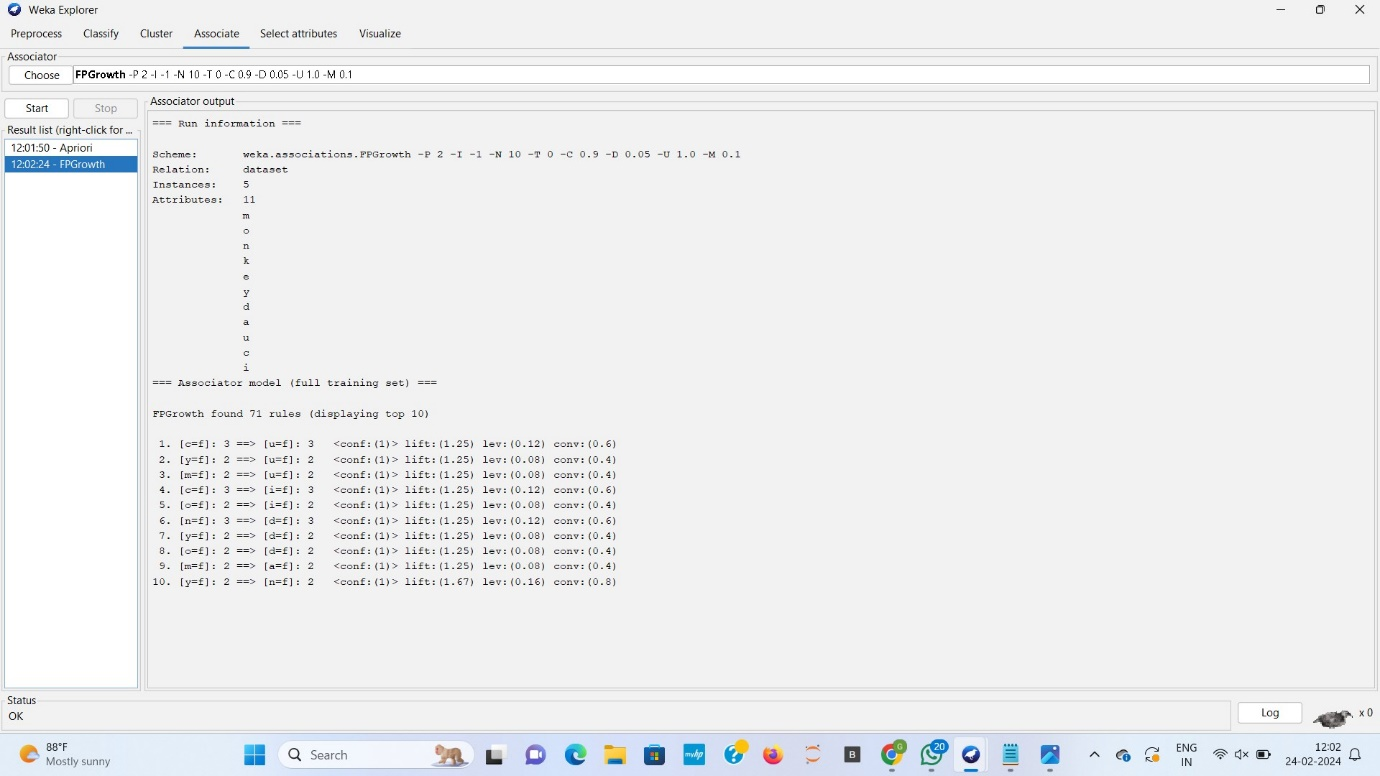 Weka Explorer
Preprocess Classify Cluster Associate Select attributes Visualize
Associator
Choose FPGrowth -P 2 -I -1 -N 10 -T 0 -C 0.9 -D 0.05 -U 1.0 -M 0.1
Start Stop
Result list (right-click for ...
12:01:50 - Apriori
12:02:24 - FPGrowth
Associator output
=== Run information ===
Scheme: weka.associations.FPGrowth -P 2 -I -1 -N 10 -T 0 -C 0.9 -D 0.05 -U 1.0 -M 0.1
Relation: dataset
Instances: 5
Attributes: 11
m
o
n
k
e
y
d
a
u
c
i
=== Associator model (full training set) ===
FPGrowth found 71 rules (displaying top 10)
1. [c=f]: 3 ==> [u=f]: 3 <conf:(1)> lift:(1.25) lev:(0.12) conv:(0.6)
2. [y=f]: 2 ==> [u=f]: 2 <conf:(1)> lift:(1.25) lev:(0.08) conv:(0.4)
3. [m=f]: 2 ==> [u=f]: 2 <conf:(1)> lift:(1.25) lev:(0.08) conv:(0.4)
4. [c=f]: 3 ==> [i=f]: 3 <conf:(1)> lift:(1.25) lev:(0.12) conv:(0.6)
5. [o=f]: 2 ==> [i=f]: 2 <conf:(1)> lift:(1.25) lev:(0.08) conv:(0.4)
6. [n=f]: 3 ==> [d=f]: 3 <conf:(1)> lift:(1.25) lev:(0.12) conv:(0.6)
7. [y=f]: 2 ==> [d=f]: 2 <conf:(1)> lift:(1.25) lev:(0.08) conv:(0.4)
8. [o=f]: 2 ==> [d=f]: 2 <conf:(1)> lift:(1.25) lev:(0.08) conv:(0.4)
9. [m=f]: 2 ==> [a=f]: 2 <conf:(1)> lift:(1.25) lev:(0.08) conv:(0.4)
10. [y=f]: 2 ==> [n=f]: 2 <conf:(1)> lift:(1.67) lev:(0.16) conv:(0.8)
Status
OK
Log x 0
88°F
Mostly sunny
Search
myhp
B
G
20
ENG
IN
12:02
24-02-2024